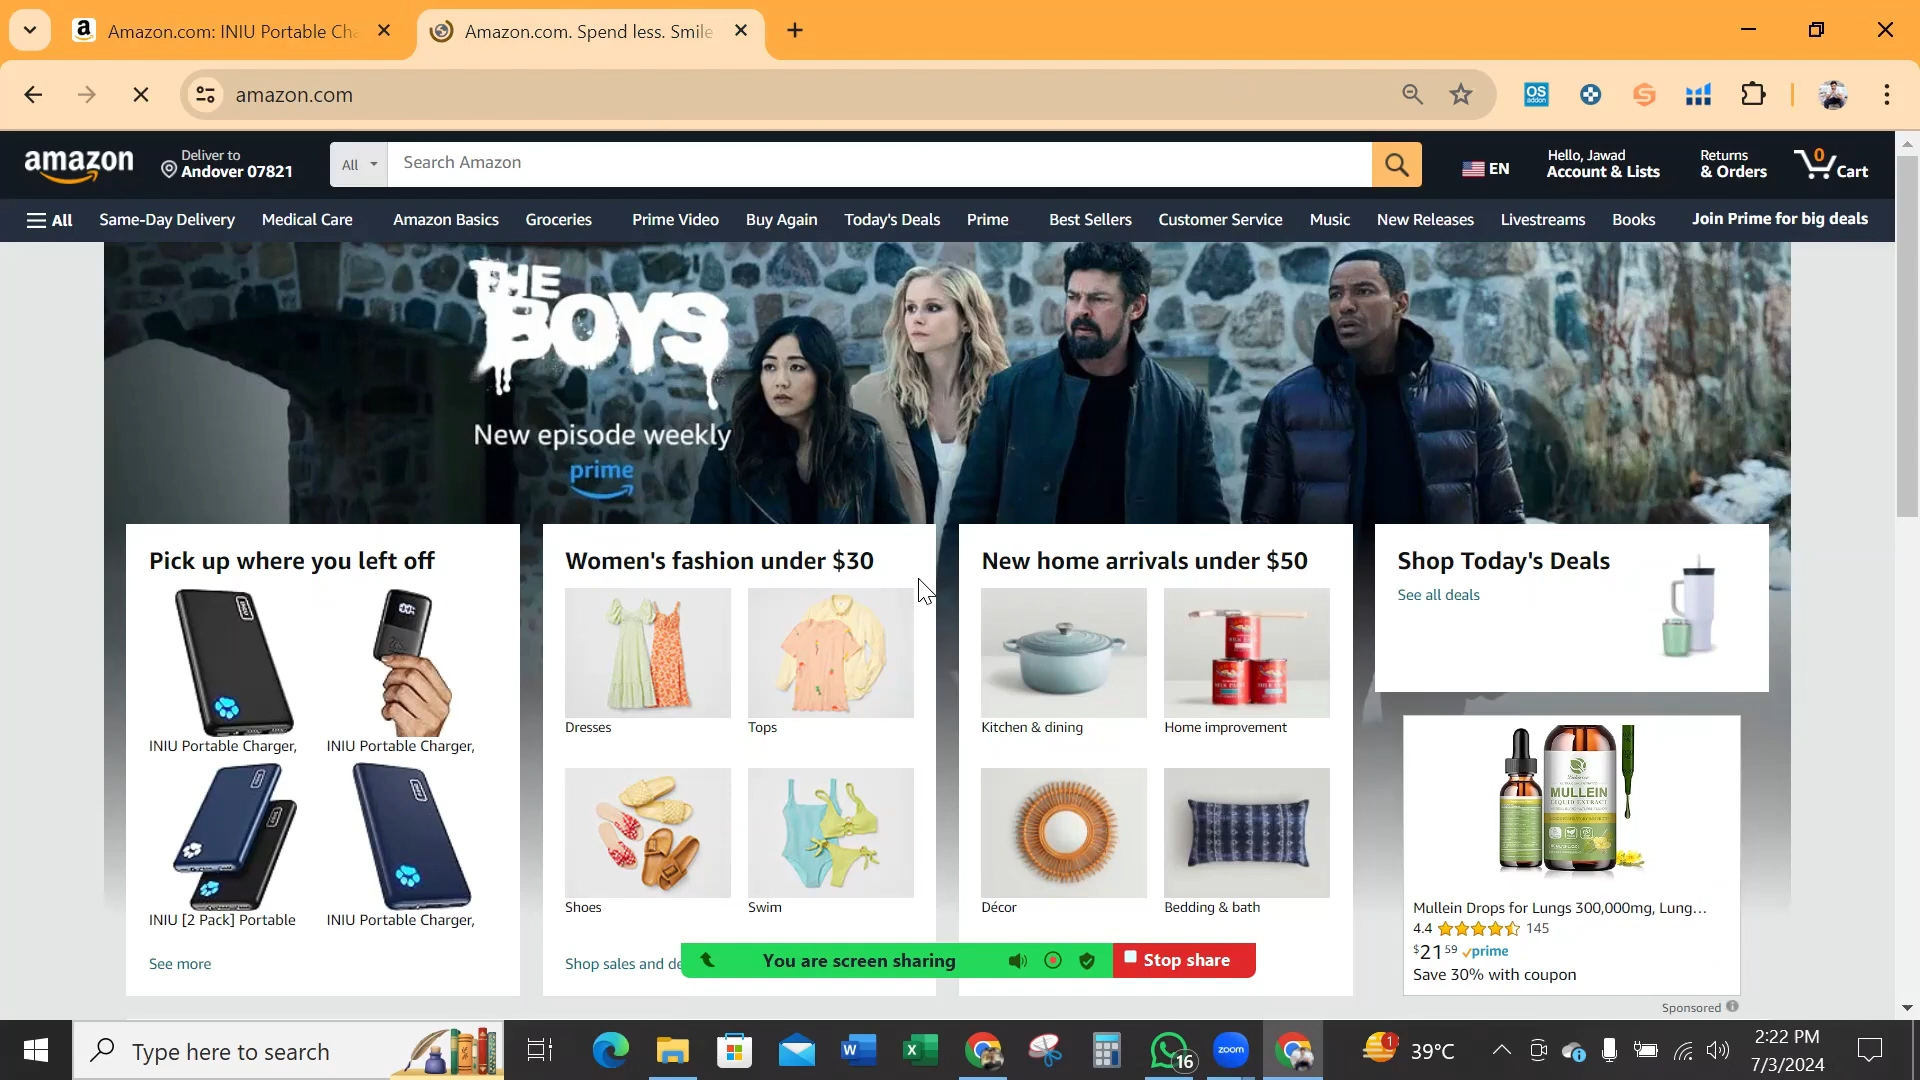 Amazon.com: INIU Portable Cha
Amazon.com. Spend less. Smile
amazon.com
OS
addon
amazon
Deliver to
Andover 07821
All
Search Amazon
EN
Hello, Jawad
Account & Lists
Returns
& Orders
0
Cart
All
Same-Day Delivery
Medical Care
Amazon Basics
Groceries
Prime Video
Buy Again
Today's Deals
Prime
Best Sellers
Customer Service
Music
New Releases
Livestreams
Books
Join Prime for big deals
THE
BOYS
New episode weekly
prime
Pick up where you left off
INIU Portable Charger,
INIU Portable Charger,
INIU [2 Pack] Portable
INIU Portable Charger,
See more
Women's fashion under $30
Dresses
Tops
Shoes
Swim
Shop sales and de
New home arrivals under $50
Kitchen & dining
Home improvement
Décor
Bedding & bath
Shop Today's Deals
See all deals
MULLEIN
LIQUID EXTRACT
Mullein Drops for Lungs 300,000mg, Lung...
4.4
145
$21 59
prime
Save 30% with coupon
Sponsored
You are screen sharing
Stop share
Type here to search
W
X
16
zoom
1
39°C
2:22 PM
7/3/2024